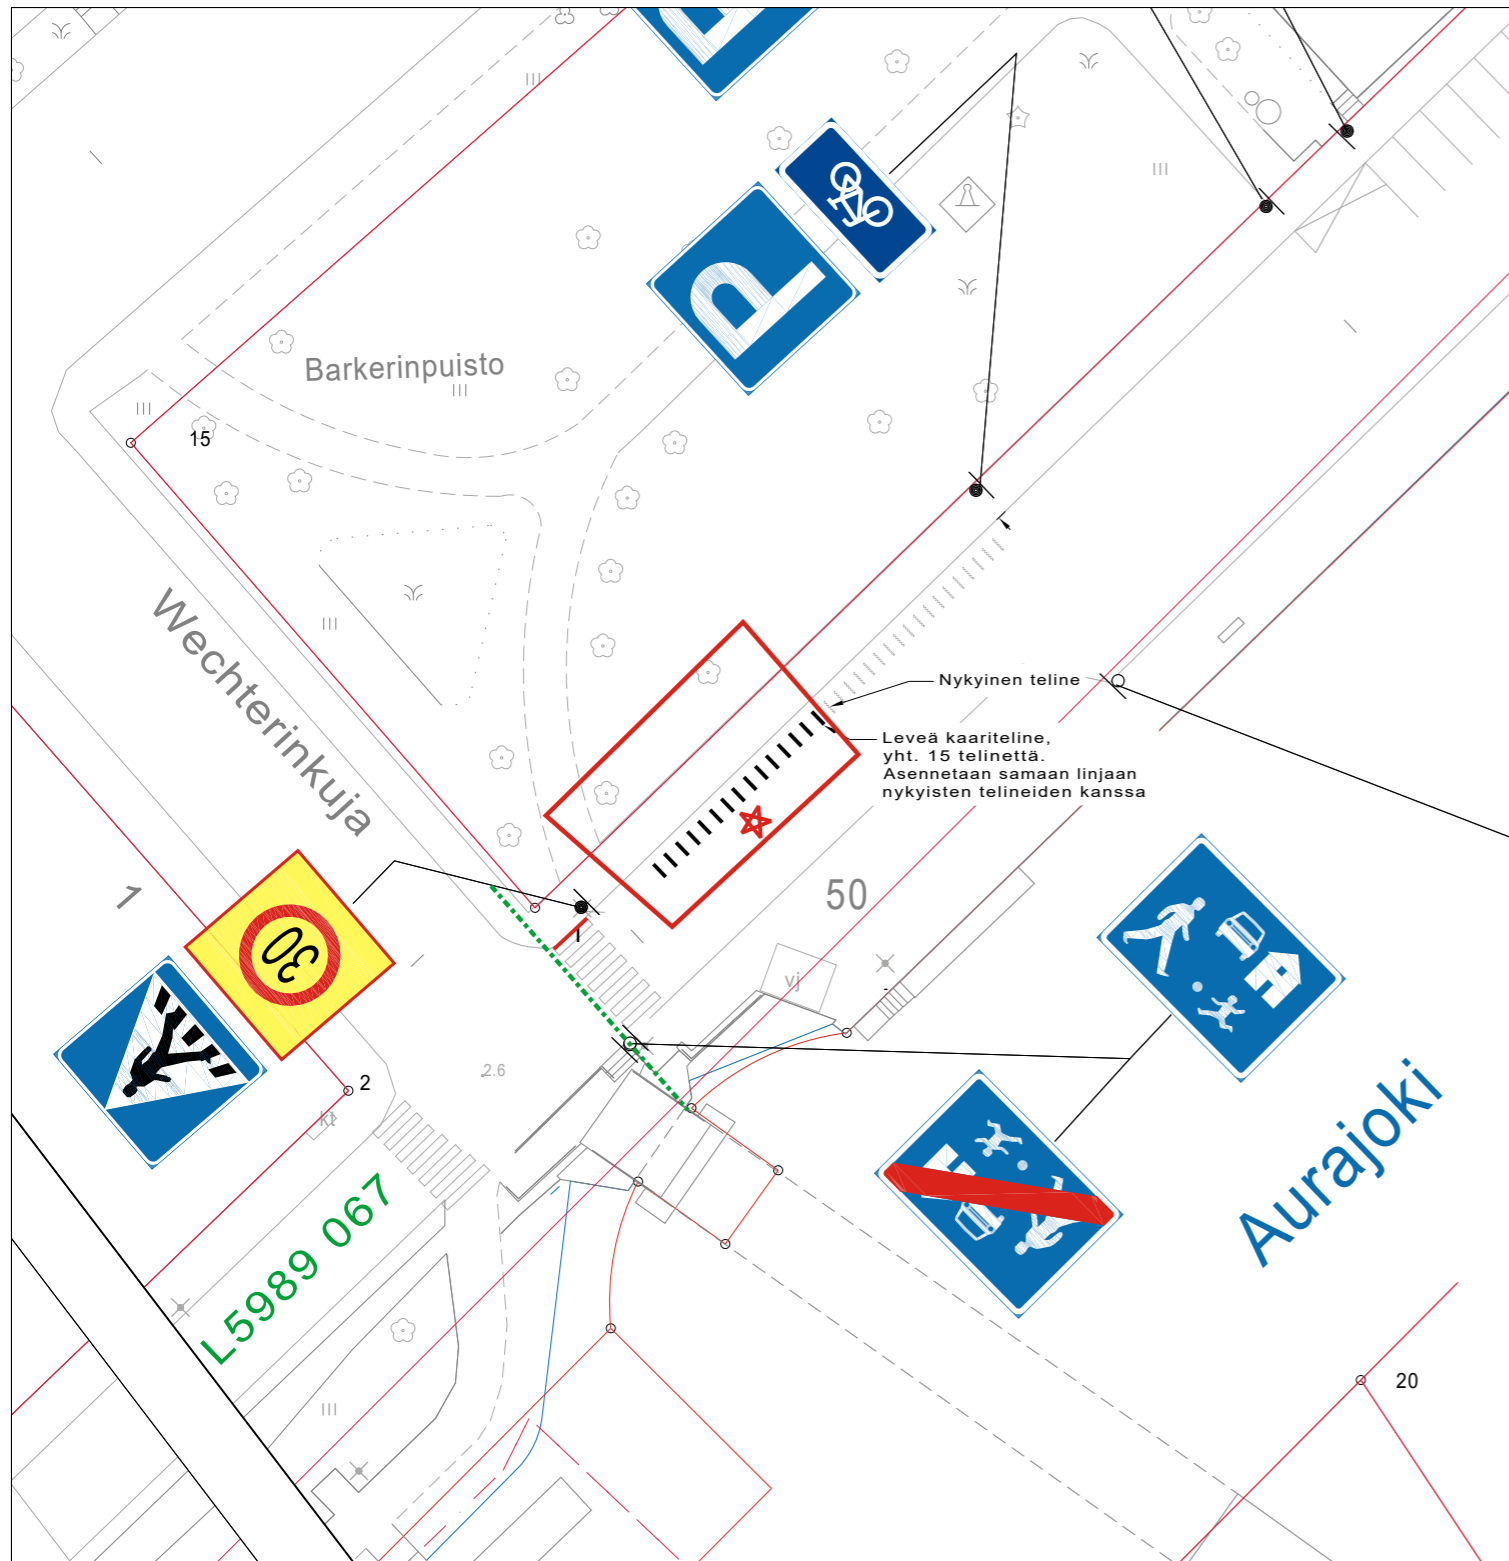 P
Barkerinpuisto
15
Wechterinkuja
Nykyinen teline
Leveä kaariteline,
yht. 15 telinettä.
Asennetaan samaan linjaan
nykyisten telineiden kanssa
1
50
30
vj
2.6
2
kt
L5989 067
Aurajoki
20